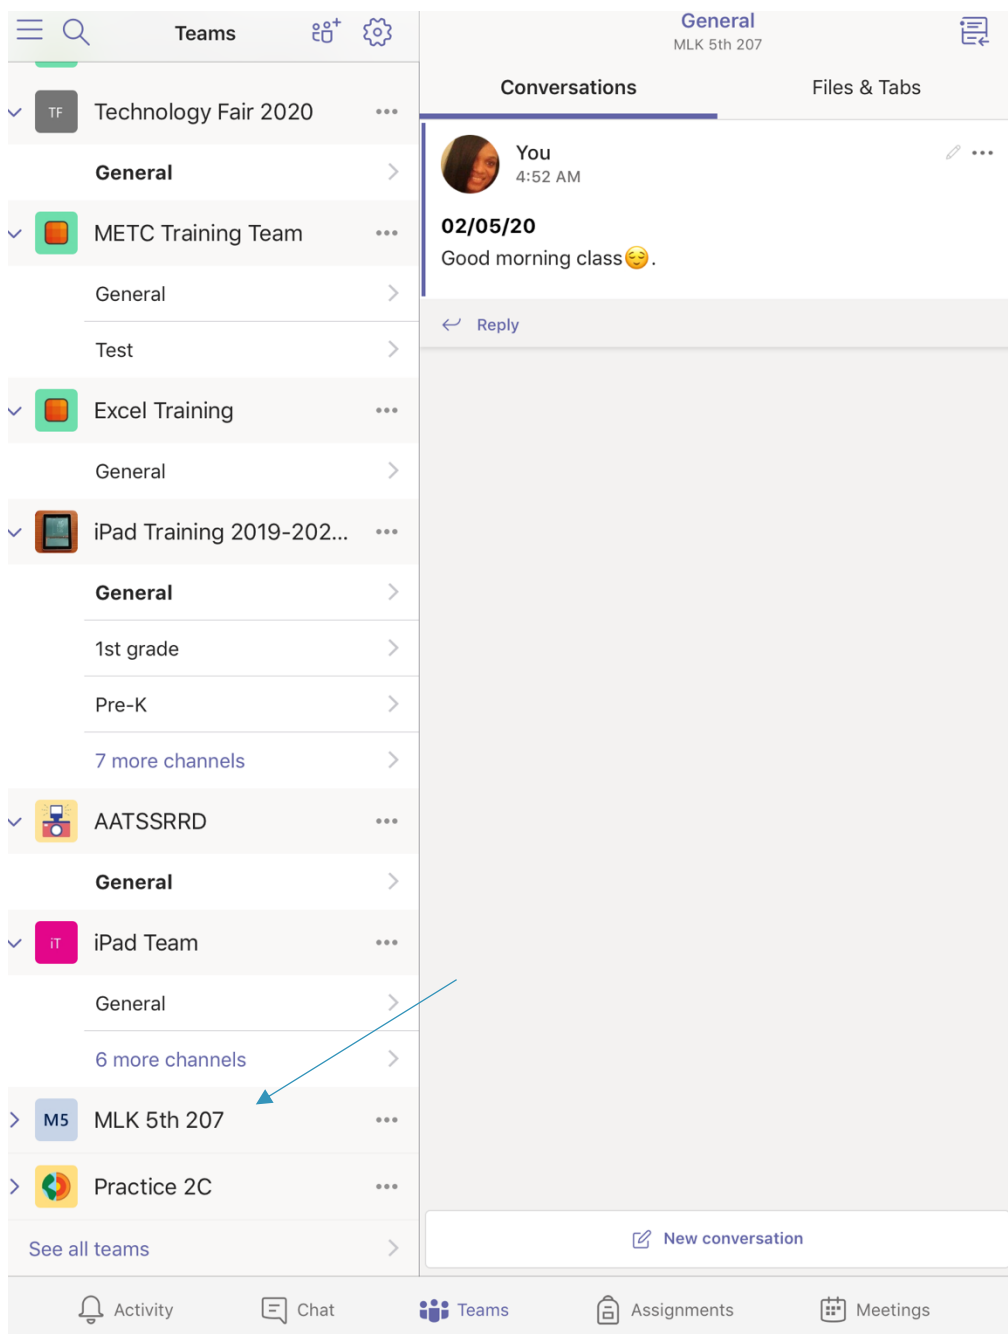 Teams
TF Technology Fair 2020
General
METC Training Team
General
Test
Excel Training
General
iPad Training 2019-202...
General
1st grade
Pre-K
7 more channels
AATSSRRD
General
iT iPad Team
General
6 more channels
M5 MLK 5th 207
Practice 2C
See all teams
General
MLK 5th 207
Conversations Files & Tabs
You
4:52 AM
02/05/20
Good morning class😌.
Reply
New conversation
Activity Chat Teams Assignments Meetings